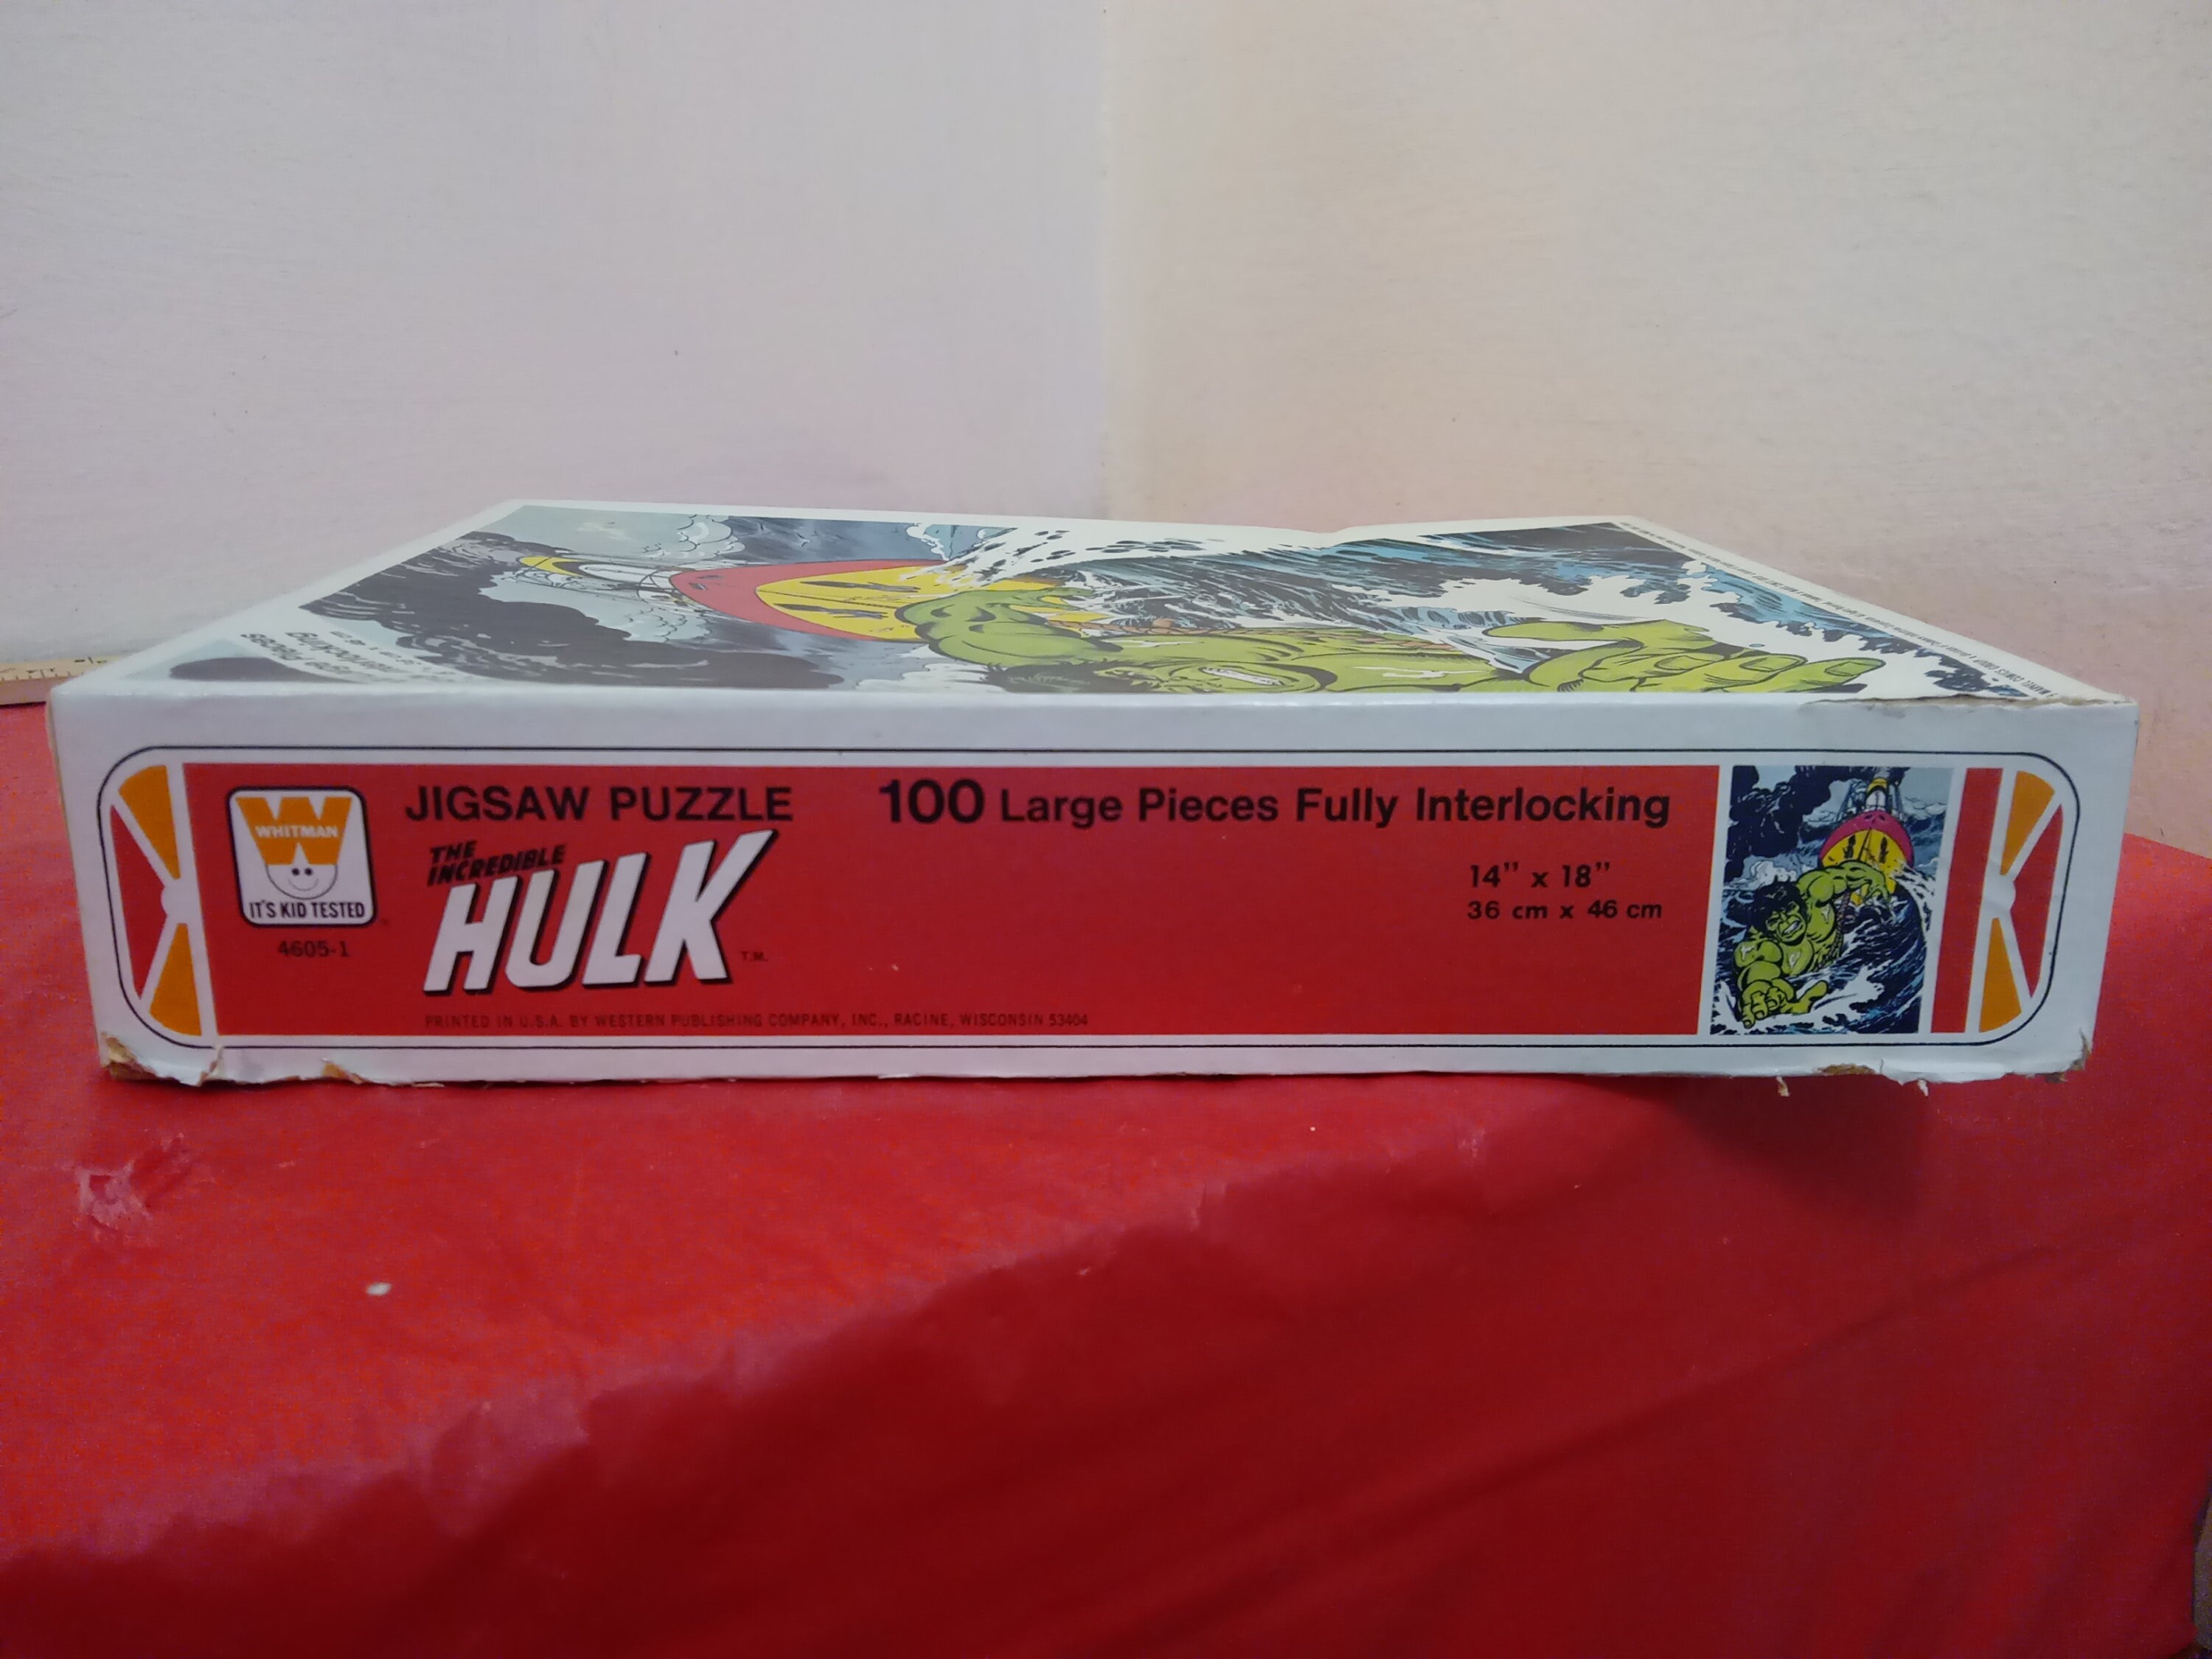 WHITMAN
IT'S KID TESTED
4605-1
JIGSAW PUZZLE
THE
INCREDIBLE
HULK
T.M.
100 Large Pieces Fully Interlocking
14" x 18"
36 cm x 46 cm
PRINTED IN U.S.A. BY WESTERN PUBLISHING COMPANY, INC., RACINE, WISCONSIN 53404